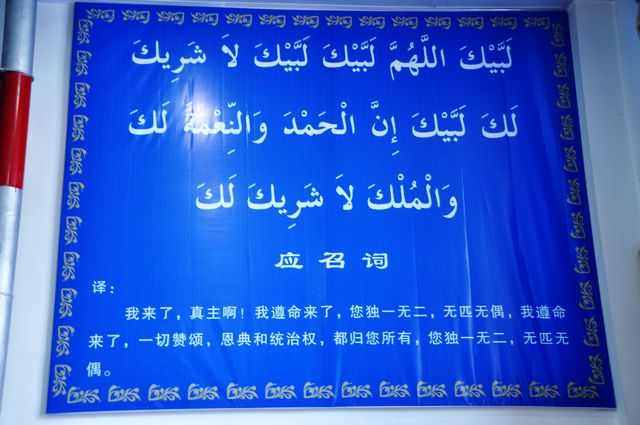 لَبَّيْكَ اللَّهُمَّ لَبَّيْكَ لَبَّيْكَ لاَ شَرِيكَ
لَكَ لَبَّيْكَ إِنَّ الْحَمْدَ وَالنِّعْمَةَ لَكَ
وَالْمُلْكَ لاَ شَرِيكَ لَكَ
应召词
译：
我来了，真主啊！我遵命来了，您独一无二，无匹无偶，我遵命
来了，一切赞颂，恩典和统治权，都归您所有，您独一无二，无匹无
偶。